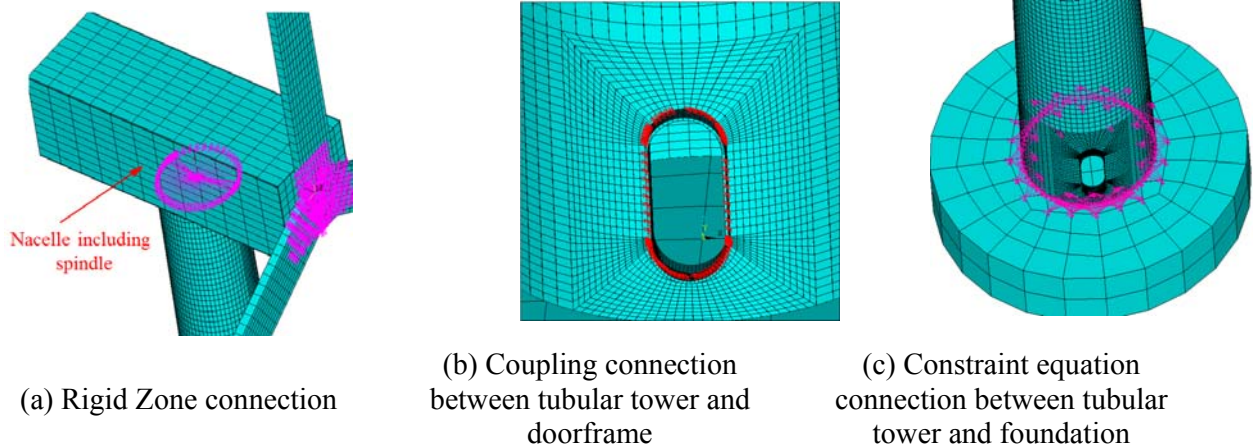 Nacelle including
spindle
(a) Rigid Zone connection
(b) Coupling connection
between tubular tower and
doorframe
(c) Constraint equation
connection between tubular
tower and foundation